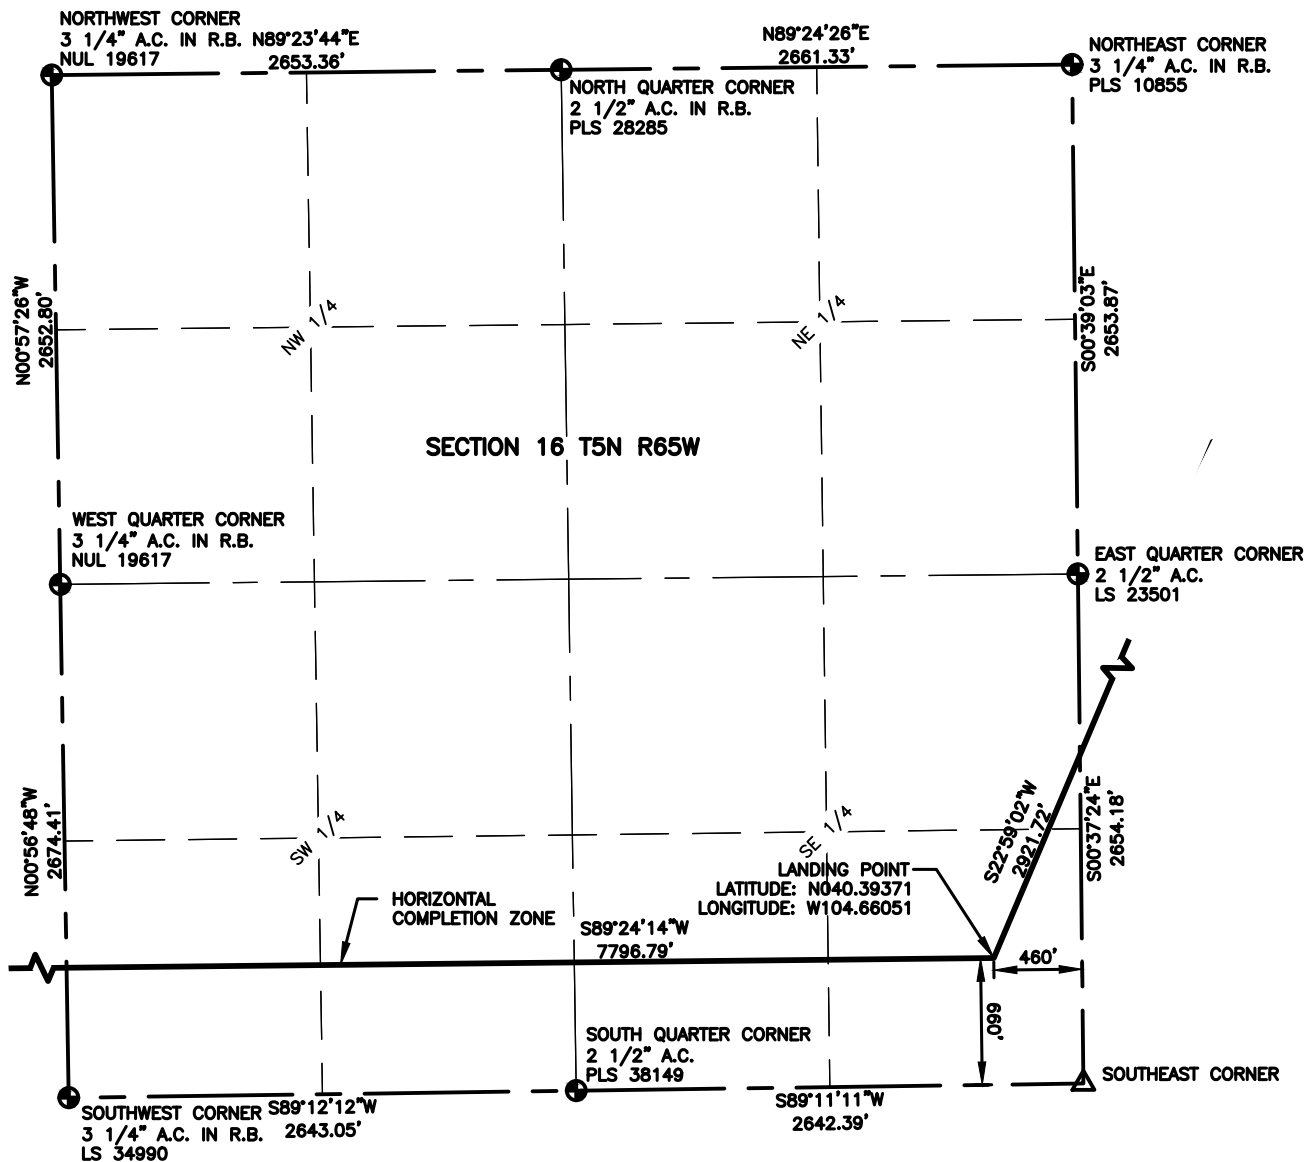 NORTHWEST CORNER
3 1/4" A.C. IN R.B.
NUL 19617
N89°23'44"E
2653.36'
N89°24'26"E
2661.33'
NORTHEAST CORNER
3 1/4" A.C. IN R.B.
PLS 10855
NORTH QUARTER CORNER
2 1/2" A.C. IN R.B.
PLS 28285
N00°57'26"W
2652.80'
NW 1/4
NE 1/4
S00°39'03"E
2653.87'
SECTION 16 T5N R65W
WEST QUARTER CORNER
3 1/4" A.C. IN R.B.
NUL 19617
EAST QUARTER CORNER
2 1/2" A.C.
LS 23501
N00°56'48"W
2674.41'
SW 1/4
SE 1/4
S22°59'02"W
2921.72'
S00°37'24"E
2654.18'
LANDING POINT
LATITUDE: N040.39371
LONGITUDE: W104.66051
HORIZONTAL
COMPLETION ZONE
S89°24'14"W
7796.79'
460'
660'
SOUTH QUARTER CORNER
2 1/2" A.C.
PLS 38149
SOUTHEAST CORNER
SOUTHWEST CORNER
3 1/4" A.C. IN R.B.
LS 34990
S89°12'12"W
2643.05'
S89°11'11"W
2642.39'